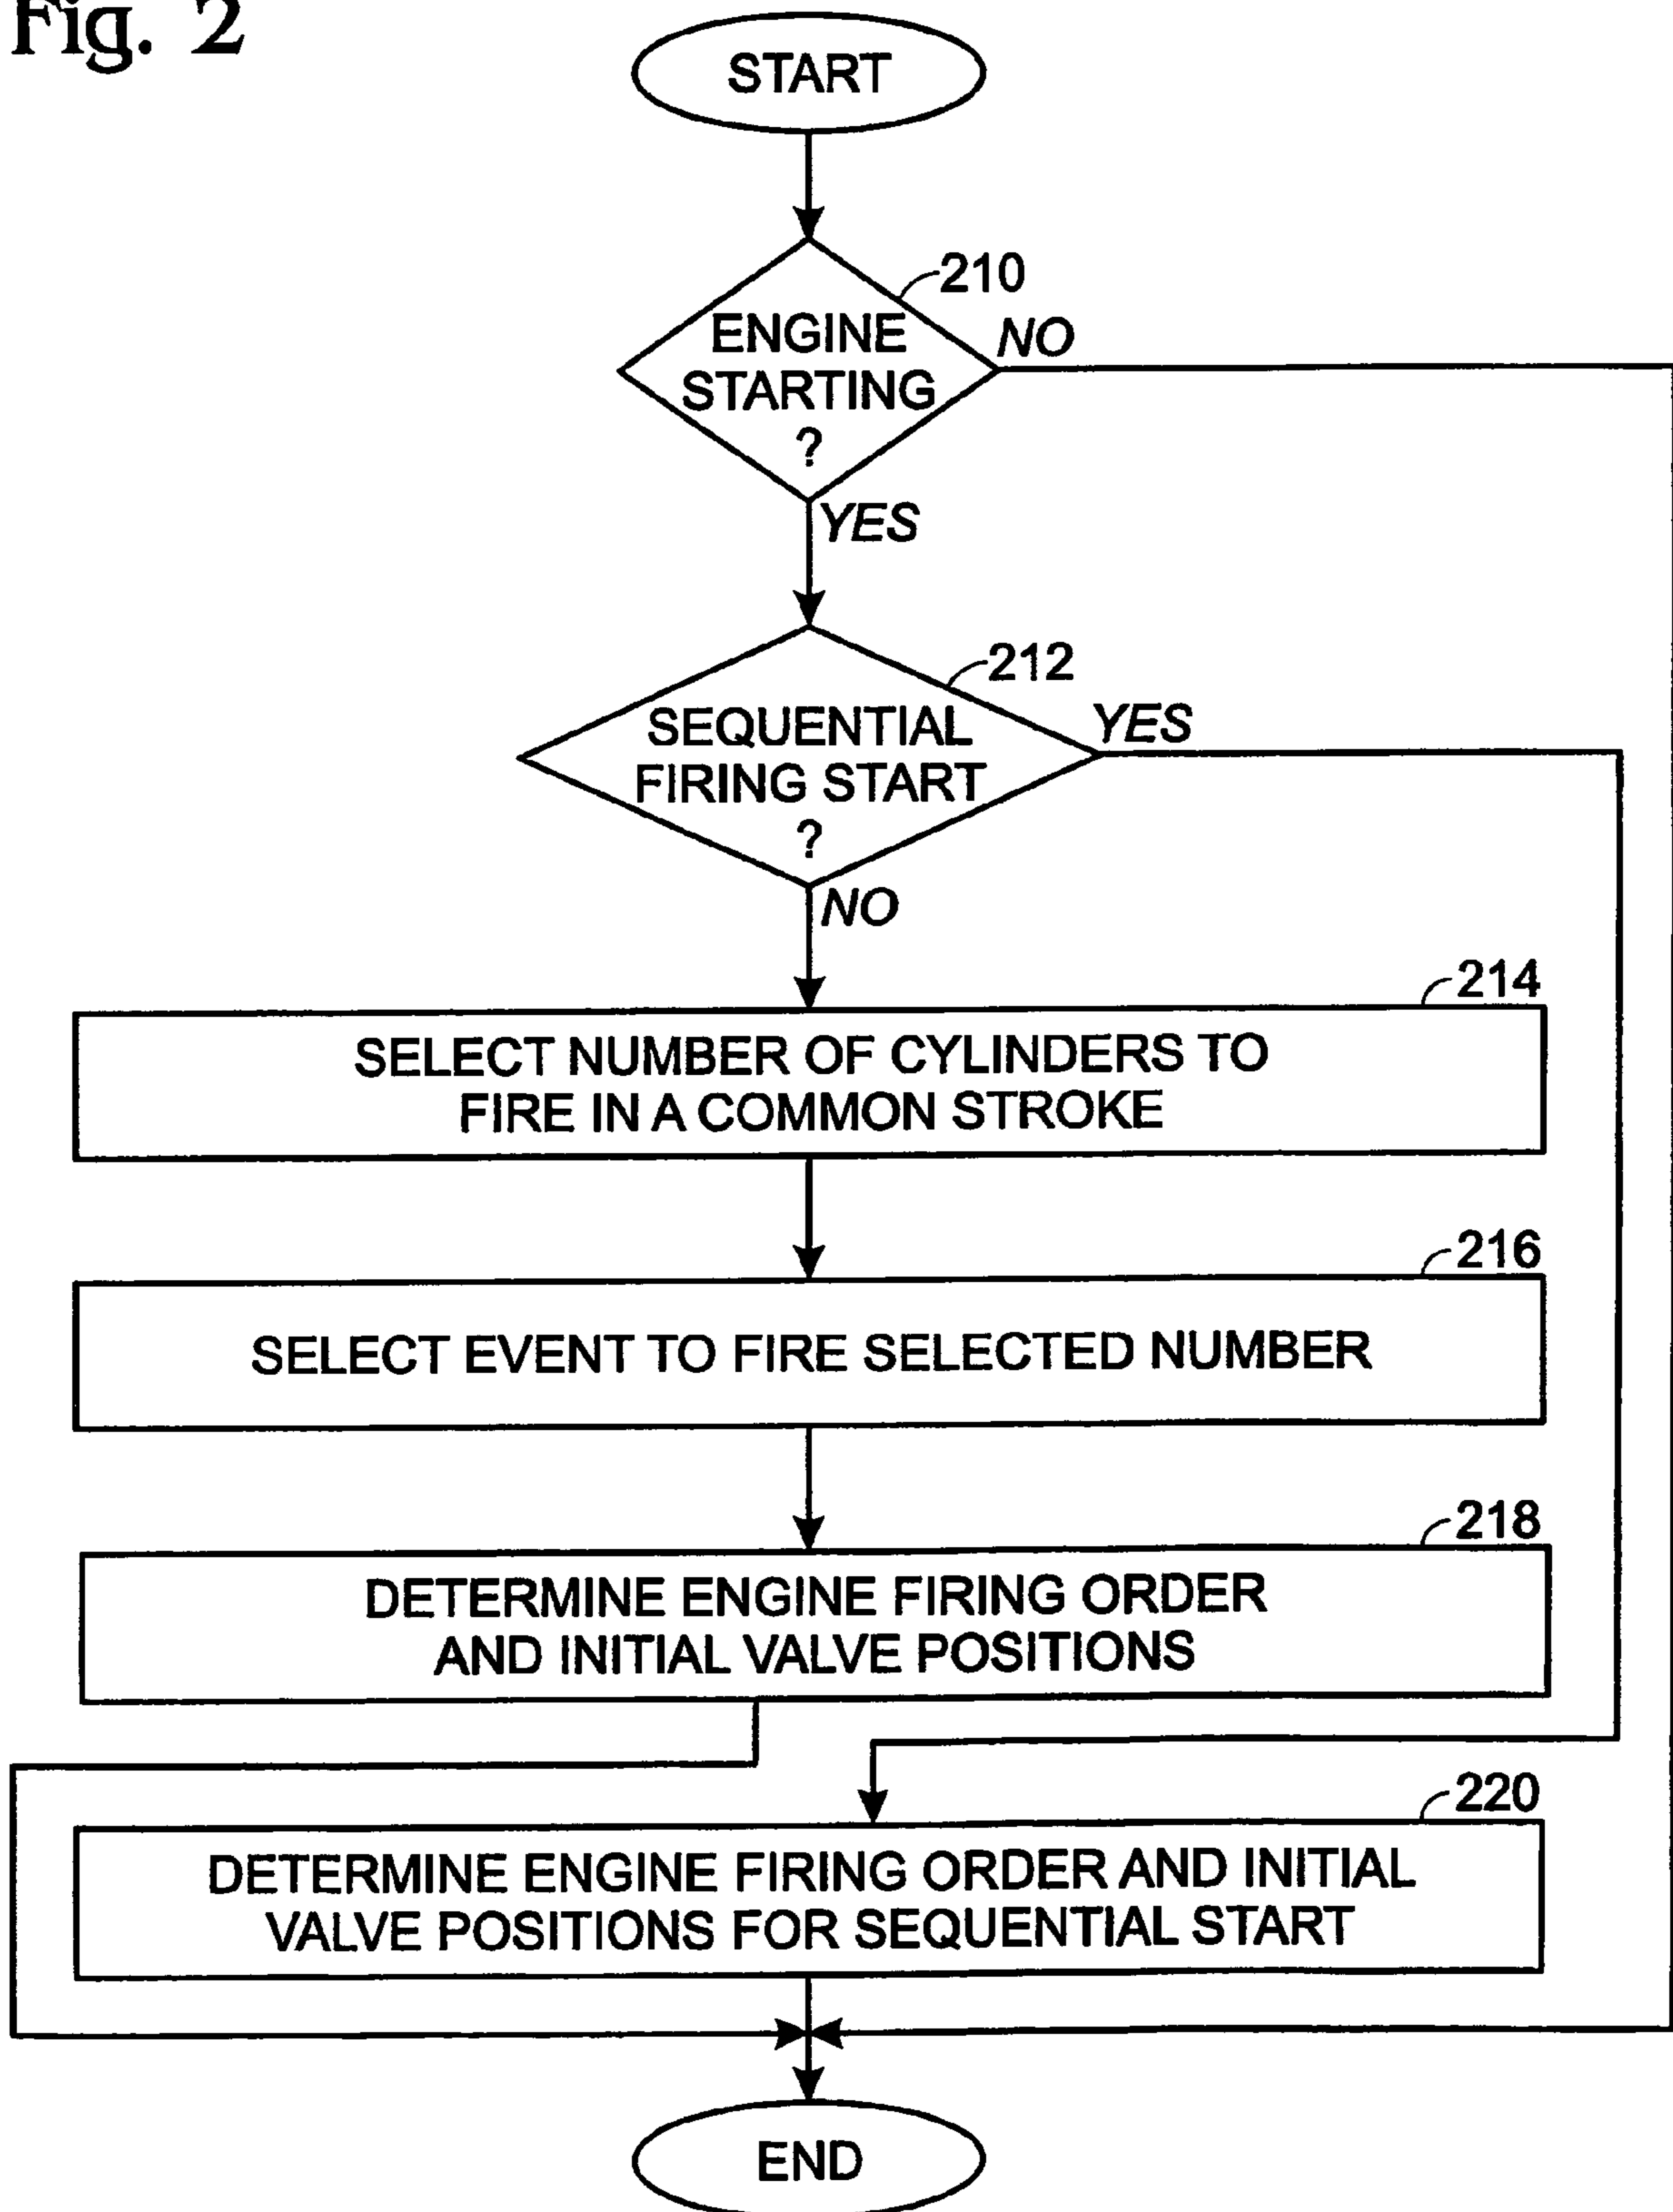 Fig. 2
START
210
ENGINE
STARTING
?
NO
YES
212
SEQUENTIAL
FIRING START
?
YES
NO
214
SELECT NUMBER OF CYLINDERS TO
FIRE IN A COMMON STROKE
216
SELECT EVENT TO FIRE SELECTED NUMBER
218
DETERMINE ENGINE FIRING ORDER
AND INITIAL VALVE POSITIONS
220
DETERMINE ENGINE FIRING ORDER AND INITIAL
VALVE POSITIONS FOR SEQUENTIAL START
END